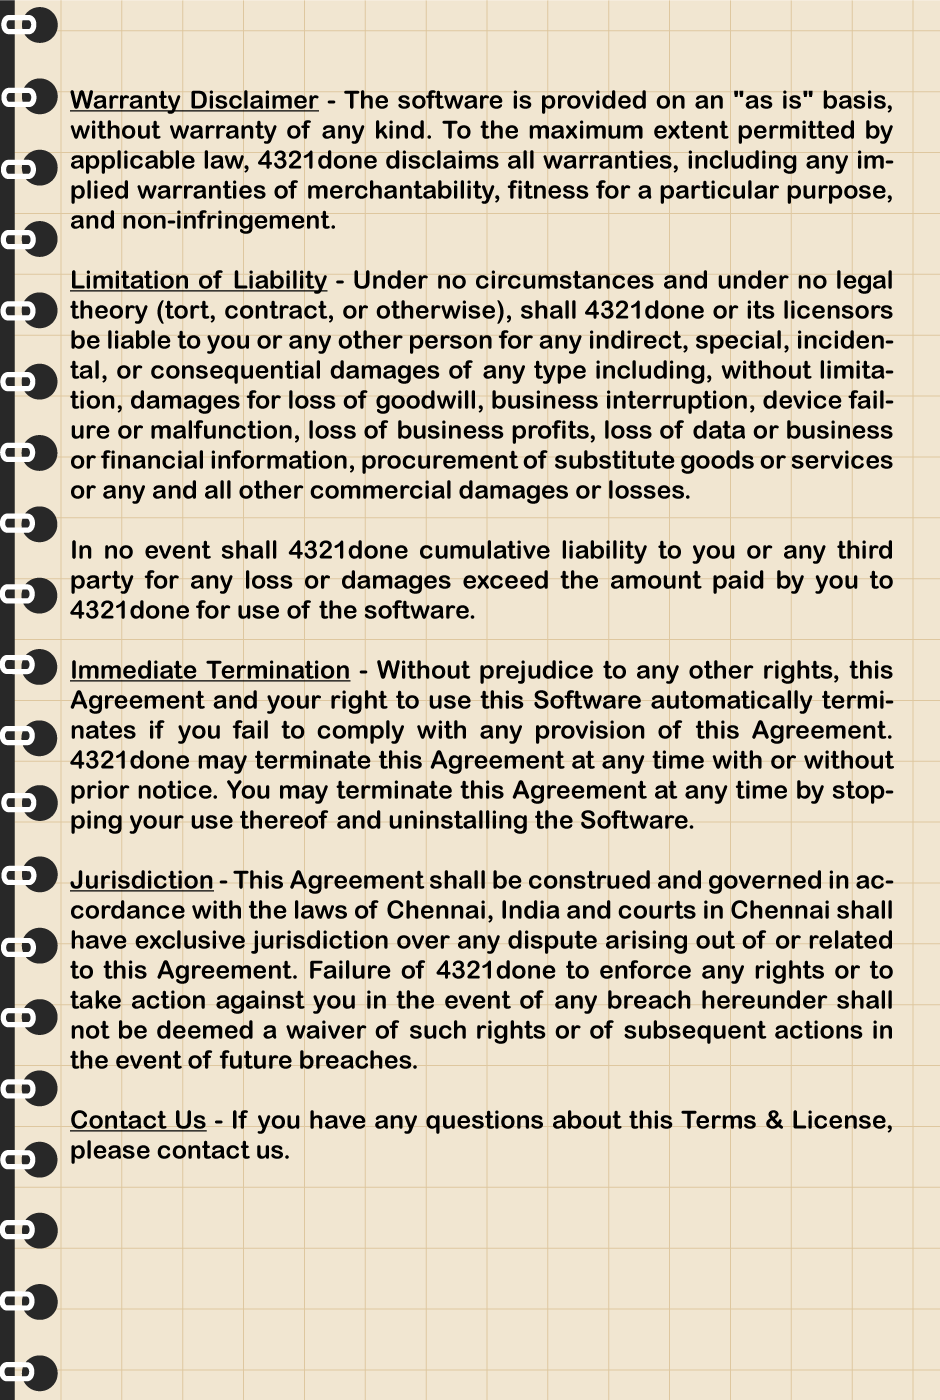 Warranty Disclaimer - The software is provided on an "as is" basis,
without warranty of any kind. To the maximum extent permitted by
applicable law, 4321done disclaims all warranties, including any im-
plied warranties of merchantability, fitness for a particular purpose,
and non-infringement.
Limitation of Liability - Under no circumstances and under no legal
theory (tort, contract, or otherwise), shall 4321done or its licensors
be liable to you or any other person for any indirect, special, inciden-
tal, or consequential damages of any type including, without limita-
tion, damages for loss of goodwill, business interruption, device fail-
ure or malfunction, loss of business profits, loss of data or business
or financial information, procurement of substitute goods or services
or any and all other commercial damages or losses.
In no event shall 4321done cumulative liability to you or any third
party for any loss or damages exceed the amount paid by you to
4321done for use of the software.
Immediate Termination - Without prejudice to any other rights, this
Agreement and your right to use this Software automatically termi-
nates if you fail to comply with any provision of this Agreement.
4321done may terminate this Agreement at any time with or without
prior notice. You may terminate this Agreement at any time by stop-
ping your use thereof and uninstalling the Software.
Jurisdiction - This Agreement shall be construed and governed in ac-
cordance with the laws of Chennai, India and courts in Chennai shall
have exclusive jurisdiction over any dispute arising out of or related
to this Agreement. Failure of 4321done to enforce any rights or to
take action against you in the event of any breach hereunder shall
not be deemed a waiver of such rights or of subsequent actions in
the event of future breaches.
Contact Us - If you have any questions about this Terms & License,
please contact us.